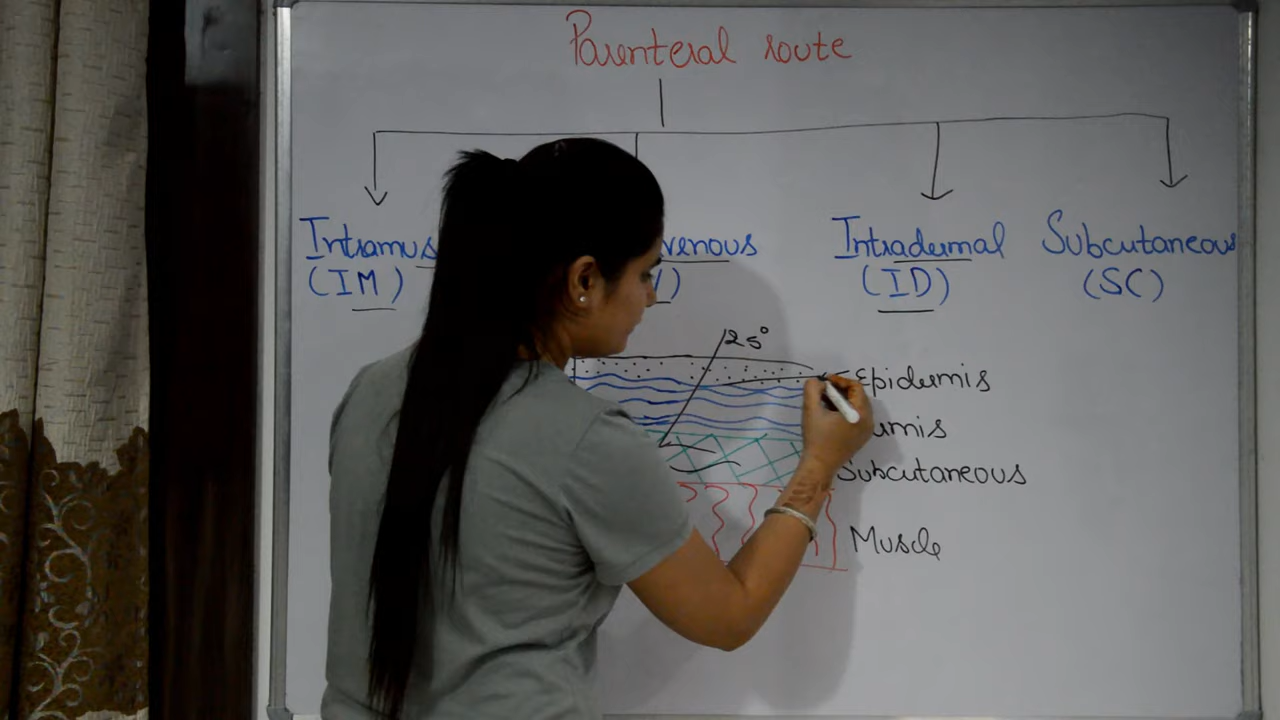 Parenteral route
Intramus venous Intradermal Subcutaneous
(IM) ) (ID) (SC)
25°
Epidermis
Subcutaneous
Muscle